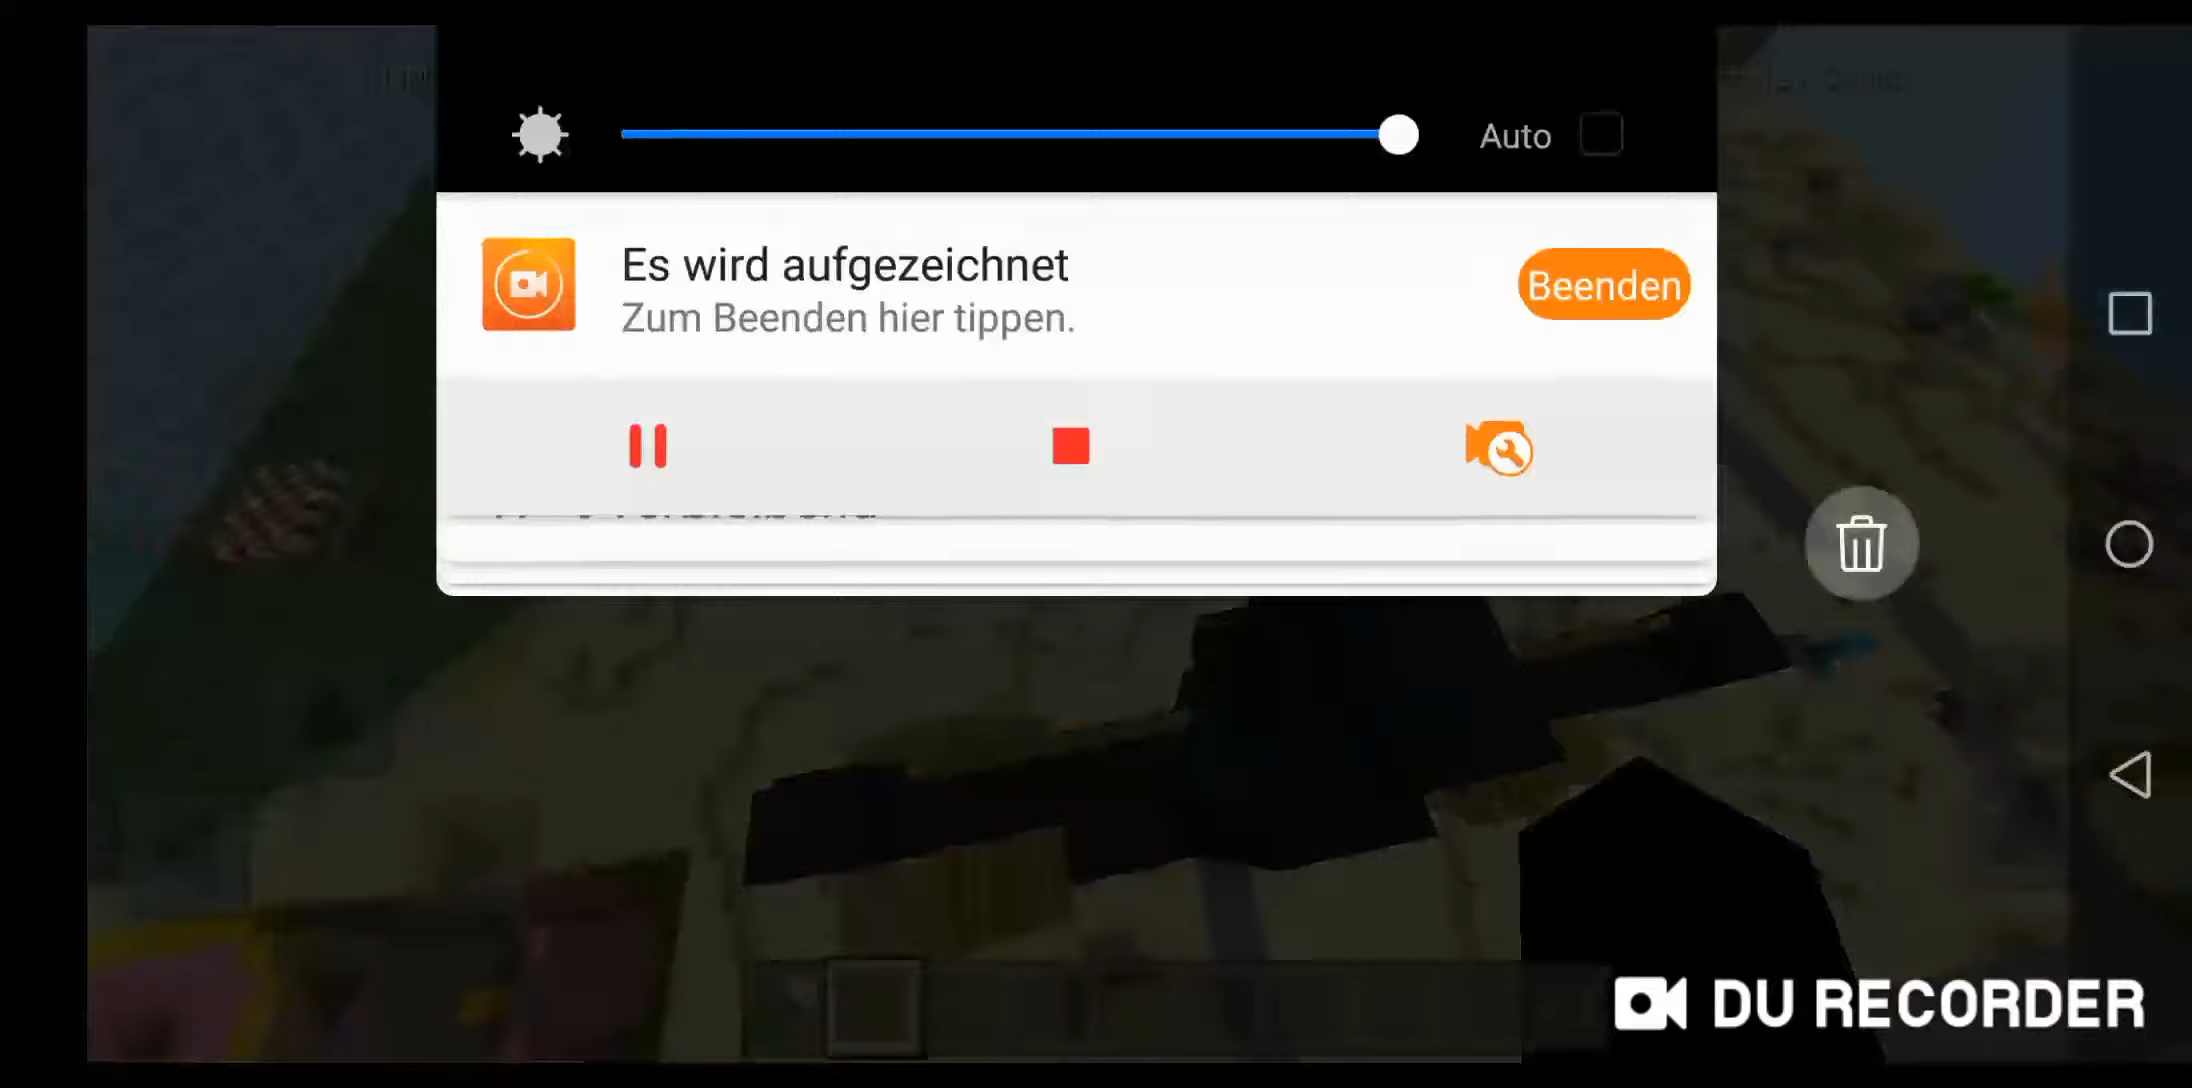 Auto
Es wird aufgezeichnet
Zum Beenden hier tippen.
Beenden
DU RECORDER